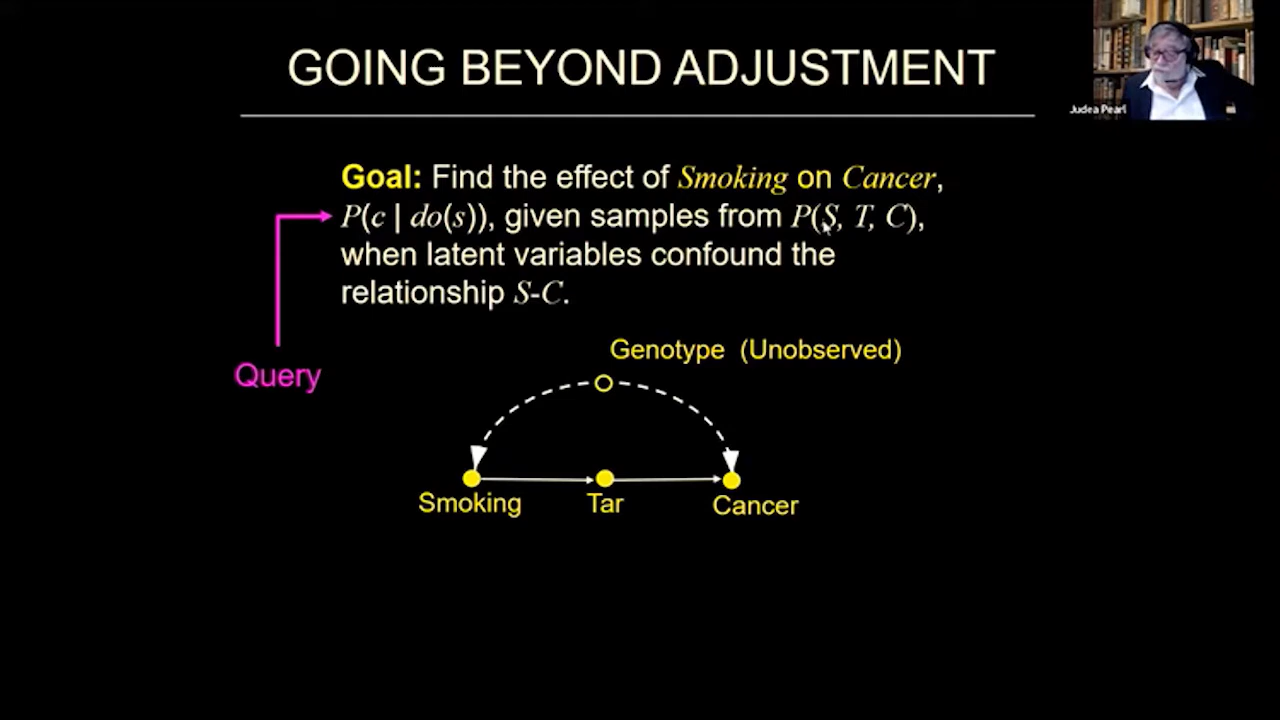 GOING BEYOND ADJUSTMENT
Judea Pearl
Goal: Find the effect of Smoking on Cancer,
P(c | do(s)), given samples from P(S, T, C),
when latent variables confound the
relationship S-C.
Query
Genotype (Unobserved)
Smoking
Tar
Cancer